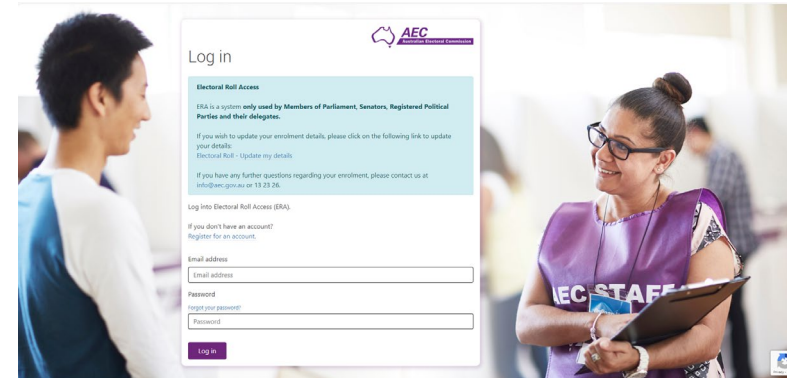 AEC
Australian Electoral Commission
Log in
Electoral Roll Access
ERA is a system only used by Members of Parliament, Senators, Registered Political
Parties and their delegates.
If you wish to update your enrolment details, please click on the following link to update
your details:
Electoral Roll - Update my details
If you have any further questions regarding your enrolment, please contact us at
info@aec.gov.au or 13 23 26.
Log into Electoral Roll Access (ERA).
If you don't have an account?
Register for an account.
Email address
Email address
Password
Forgot your password?
Password
Log in
AEC STAFF